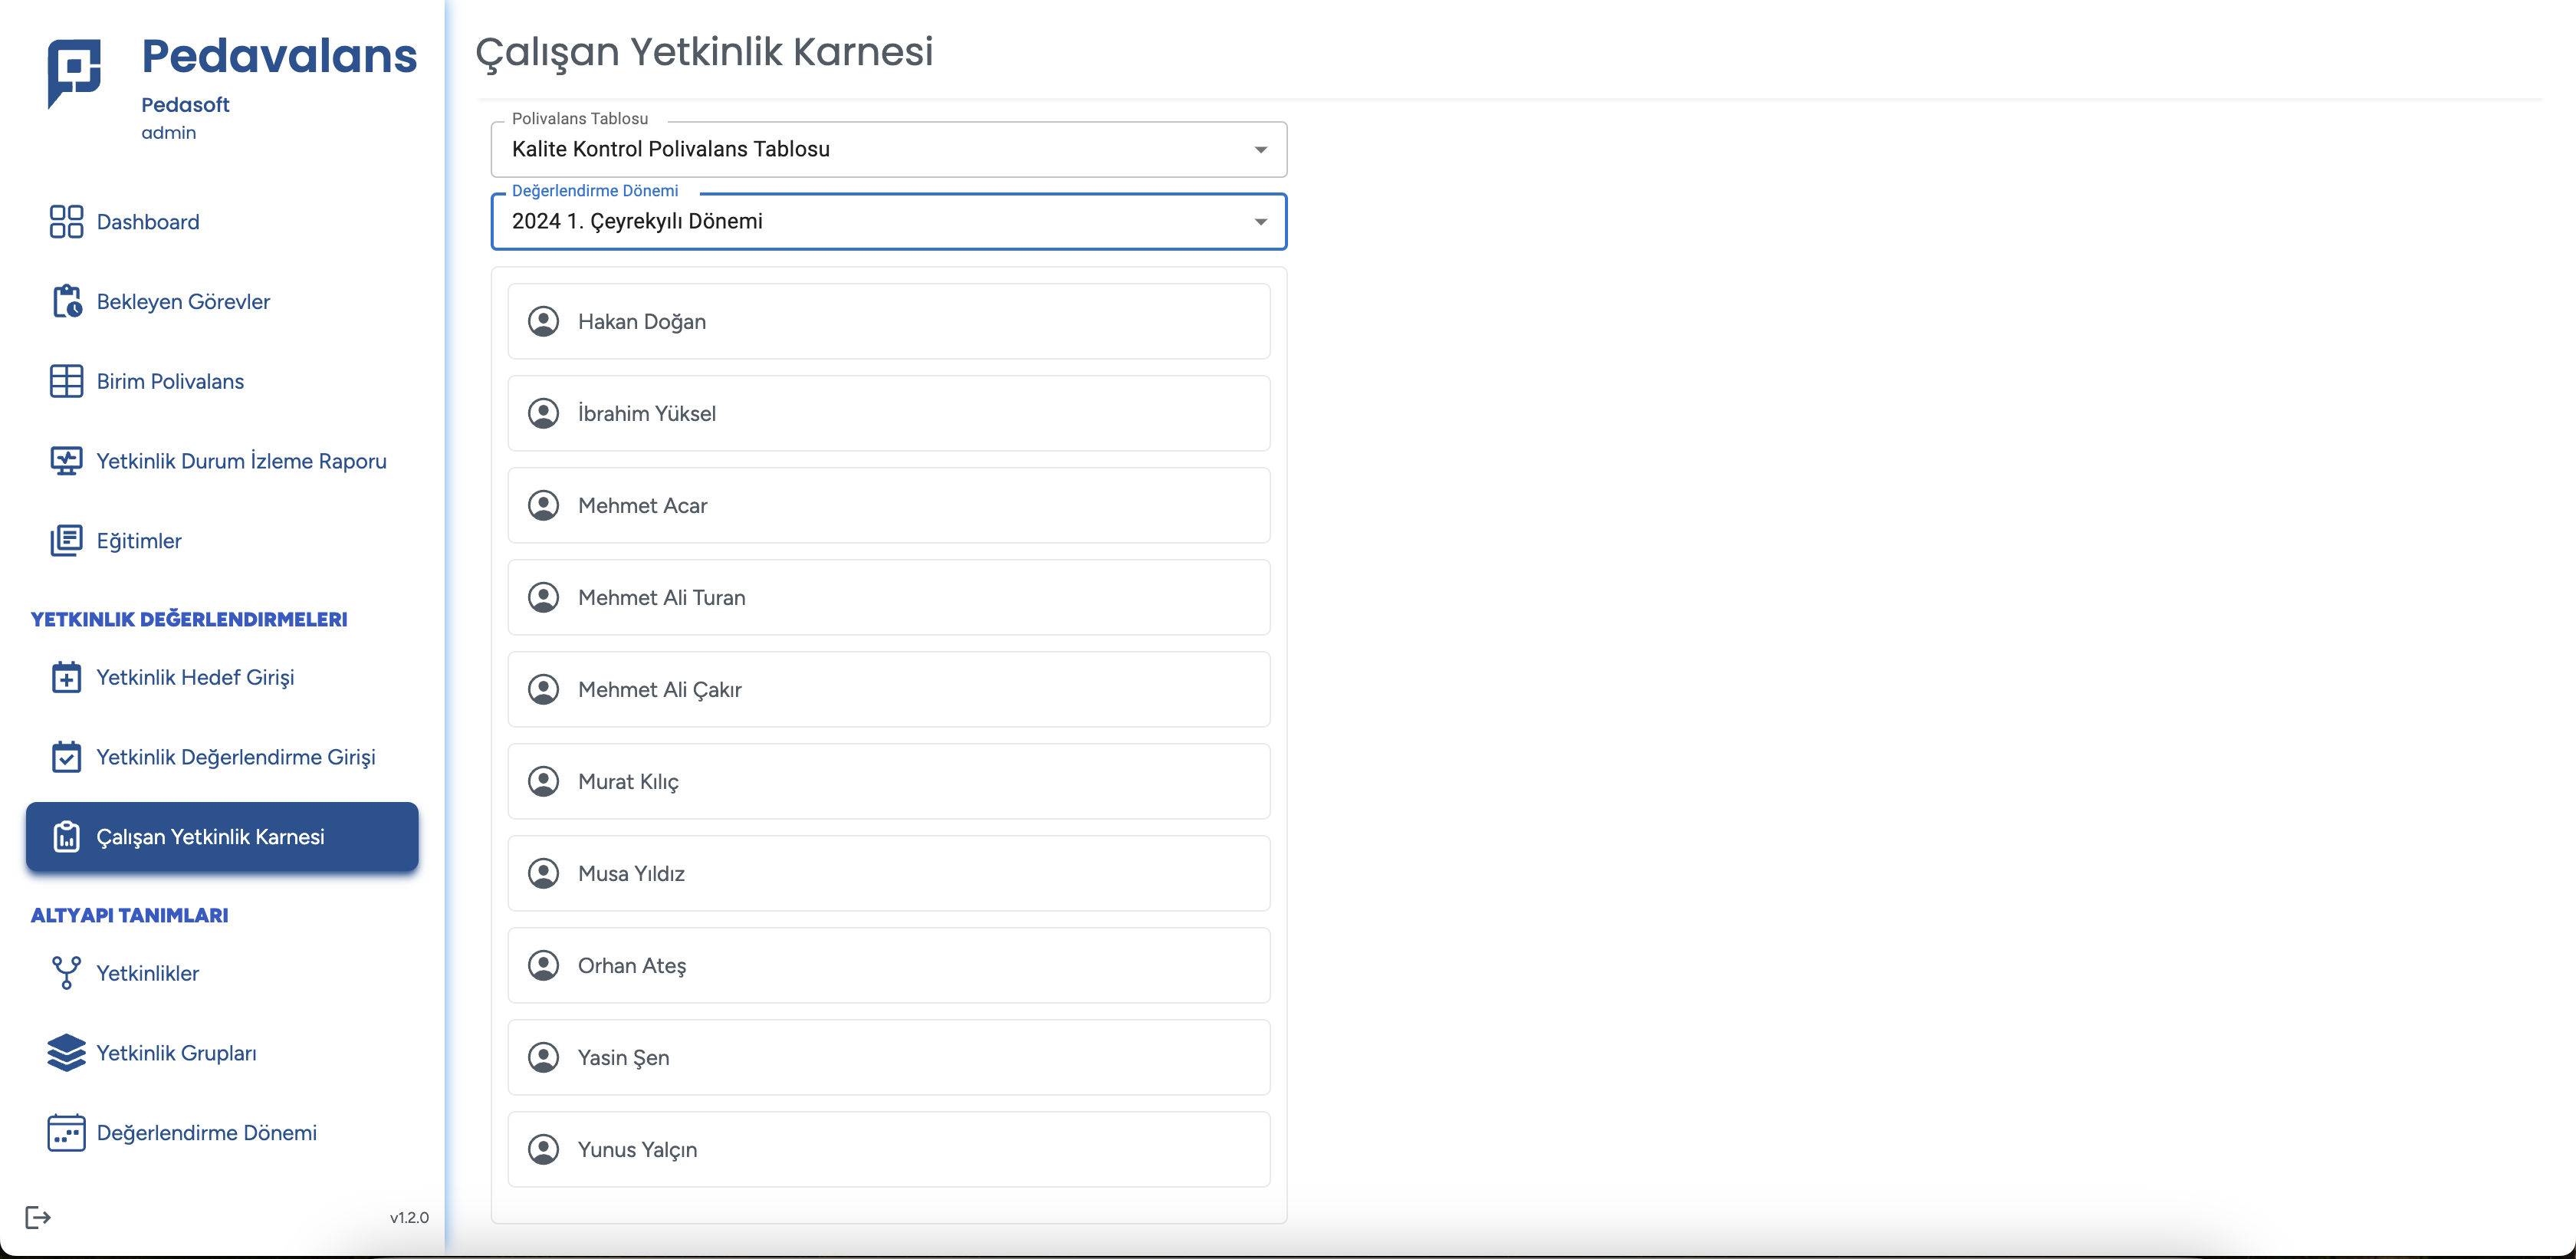 Pedavalans
Pedasoft
admin
Dashboard
Bekleyen Görevler
Birim Polivalans
Yetkinlik Durum İzleme Raporu
Eğitimler
YETKINLIK DEĞERLENDIRMELERI
Yetkinlik Hedef Girişi
Yetkinlik Değerlendirme Girişi
Çalışan Yetkinlik Karnesi
ALTYAPI TANIMLARI
Yetkinlikler
Yetkinlik Grupları
Değerlendirme Dönemi
v1.2.0
Çalışan Yetkinlik Karnesi
Polivalans Tablosu
Kalite Kontrol Polivalans Tablosu
Değerlendirme Dönemi
2024 1. Çeyrekyılı Dönemi
Hakan Doğan
İbrahim Yüksel
Mehmet Acar
Mehmet Ali Turan
Mehmet Ali Çakır
Murat Kılıç
Musa Yıldız
Orhan Ateş
Yasin Şen
Yunus Yalçın